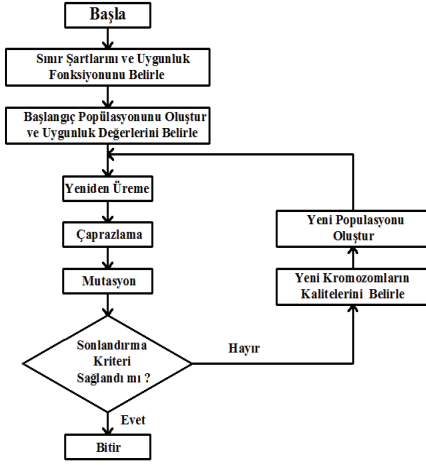 Başla
Sınır Şartlarını ve Uygunluk
Fonksiyonunu Belirle
Başlangıç Popülasyonunu Oluştur
ve Uygunluk Değerlerini Belirle
Yeniden Üreme
Çaprazlama
Mutasyon
Sonlandırma
Kriteri
Sağlandı mı ?
Hayır
Yeni Kromozomların
Kalitelerini Belirle
Yeni Populasyonu
Oluştur
Evet
Bitir